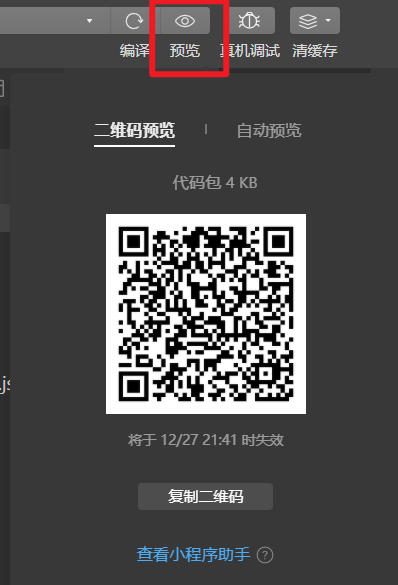 编译 预览 真机调试 清缓存
二维码预览 自动预览
代码包 4 KB
.js
将于 12/27 21:41 时失效
复制二维码
查看小程序助手 ?